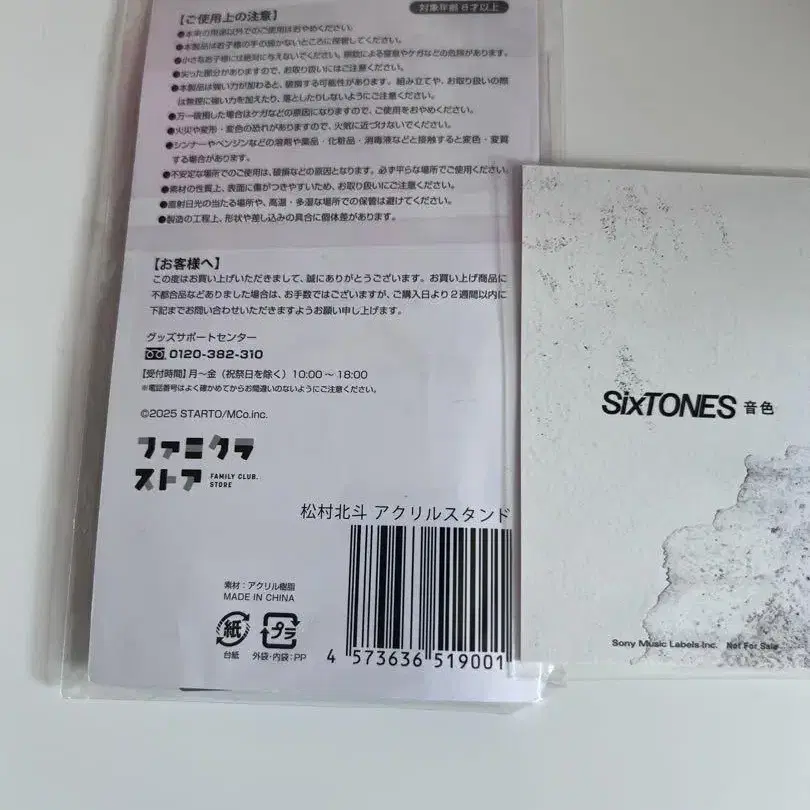 【ご使用上の注意】
対象年齢 8才以上
●本来の用途以外でのご使用はおやめください。
●本製品はお子様の手の届かないところに保管してください。
●小さなお子様には絶対に与えないでください。誤飲による窒息やケガなどの危険があります。
●尖った部分がありますので、お取り扱いにはご注意ください。
●本製品は強い力が加わると、破損する可能性があります。組み立てや、お取り扱いの際
は無理に強い力を加えたり、落としたりしないようにご注意ください。
●万一破損した場合はケガなどの原因になりますので、ご使用をおやめください。
●火災や変形・変色の恐れがありますので、火気に近づけないでください。
●シンナーやベンジンなどの溶剤や薬品・化粧品・消毒液などと接触すると変色・変質
する場合があります。
●不安定な場所でのご使用は、破損などの原因となります。必ず平らな場所でご使用ください。
●素材の性質上、表面に傷がつきやすいため、お取り扱いにご注意ください。
●直射日光の当たる場所や、高温・多湿な場所での保管は避けてください。
●製造の工程上、形状や差し込みの具合に個体差があります。
【お客様へ】
この度はお買い上げいただきまして、誠にありがとうございます。お買い上げ商品に
不都合品などありました場合は、お手数ではございますが、ご購入日より2週間以内に
下記までお問い合わせいただきますようお願い申し上げます。
グッズサポートセンター
0120-382-310
【受付時間】月〜金（祝祭日を除く）10:00〜18:00
※電話番号はよく確かめてからお間違いのないようにご注意ください。
©2025 STARTO/MCo.inc.
ファミクラ
ストア FAMILY CLUB.
STORE
松村北斗 アクリルスタンド
素材：アクリル樹脂
MADE IN CHINA
紙 プラ
台紙 外袋・内袋：PP
4 573636 519001
SixTONES 音色
Sony Music Labels Inc. Not For Sale